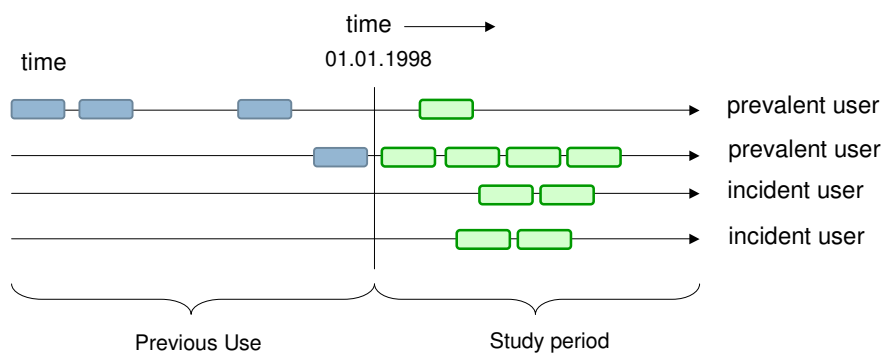 time
01.01.1998
time
prevalent user
prevalent user
incident user
incident user
Previous Use
Study period